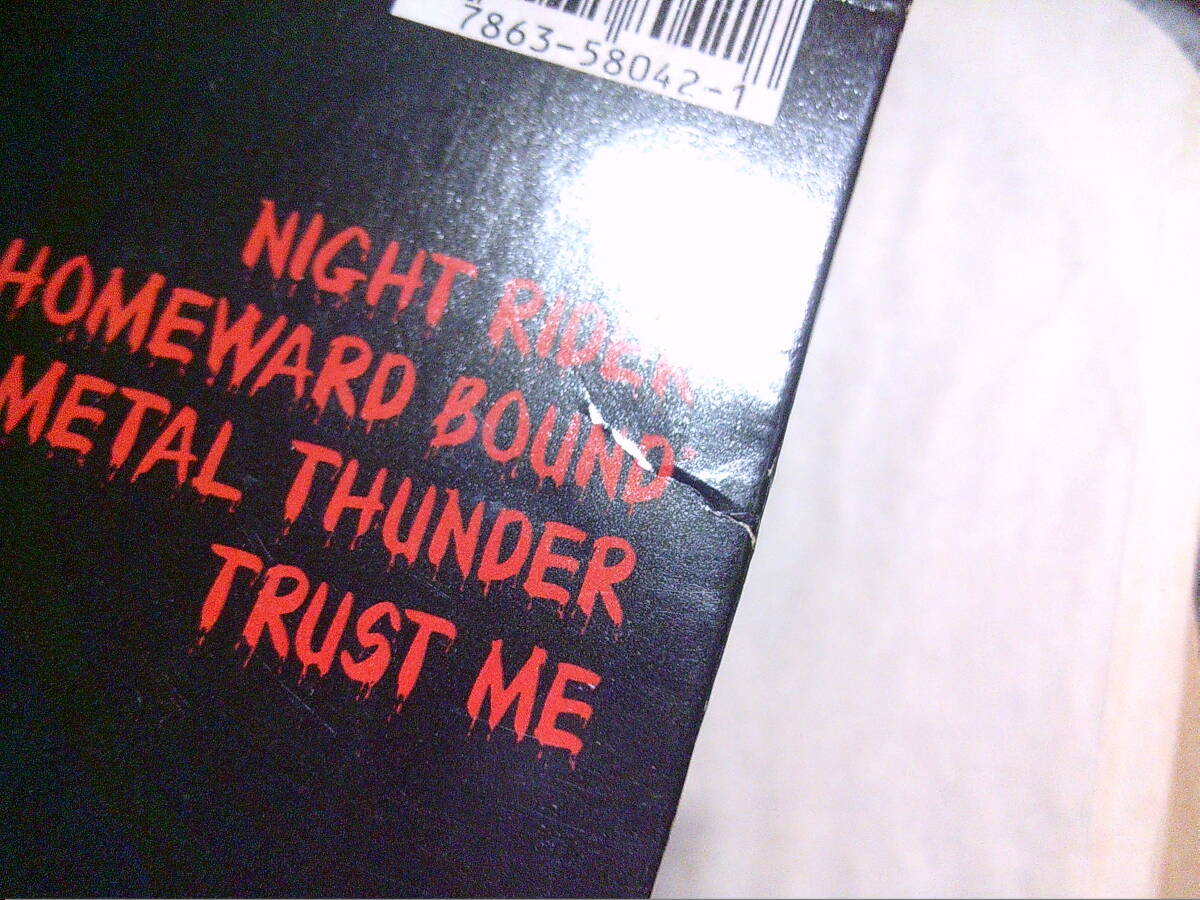 7863-58042-1
NIGHT RIDER
HOMEWARD BOUND
METAL THUNDER
TRUST ME